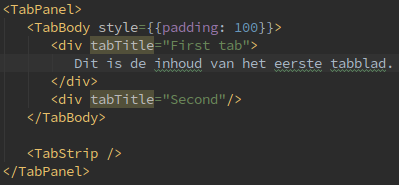 <TabPanel>
<TabBody style={{padding: 100}}>
<div tabTitle="First tab">
Dit is de inhoud van het eerste tabblad.
</div>
<div tabTitle="Second"/>
</TabBody>
<TabStrip />
</TabPanel>